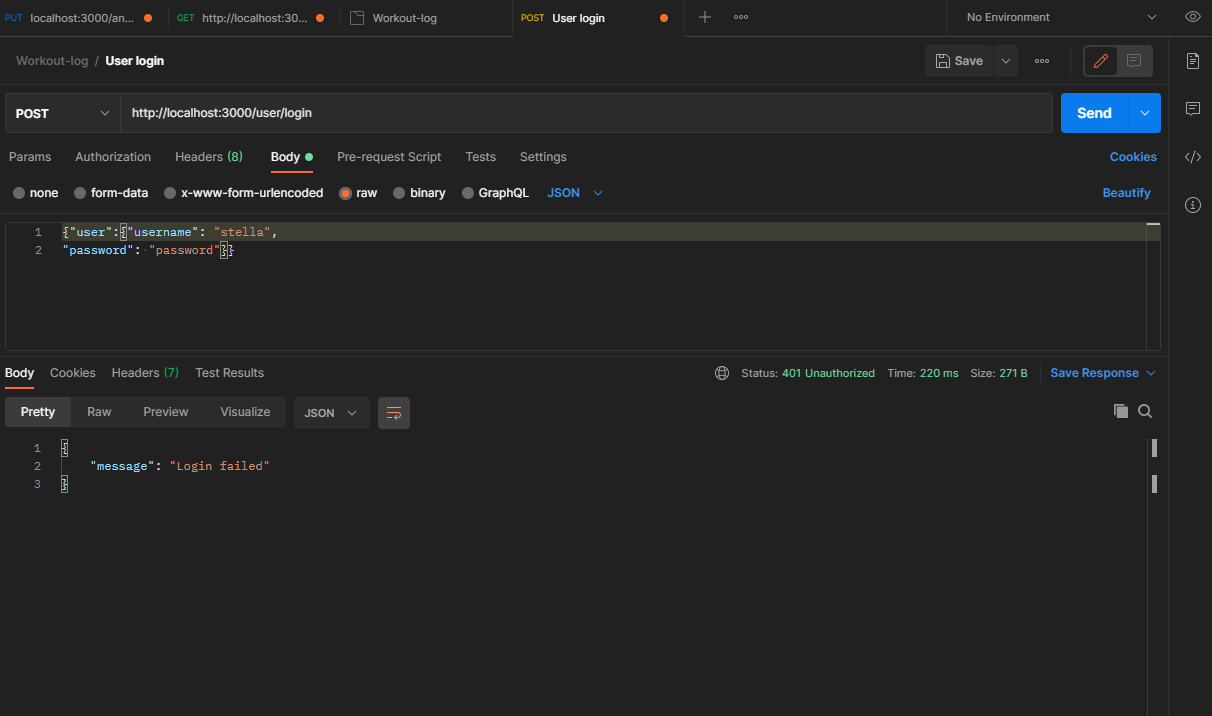 PUT localhost:3000/an... GET http://localhost:30... Workout-log POST User login No Environment
Workout-log / User login Save
POST http://localhost:3000/user/login Send
Params Authorization Headers (8) Body Pre-request Script Tests Settings Cookies
none form-data x-www-form-urlencoded raw binary GraphQL JSON Beautify
1 {"user":{"username": "stella",
2 "password": "password"}}
Body Cookies Headers (7) Test Results Status: 401 Unauthorized Time: 220 ms Size: 271 B Save Response
Pretty Raw Preview Visualize JSON
1 {
2 "message": "Login failed"
3 }